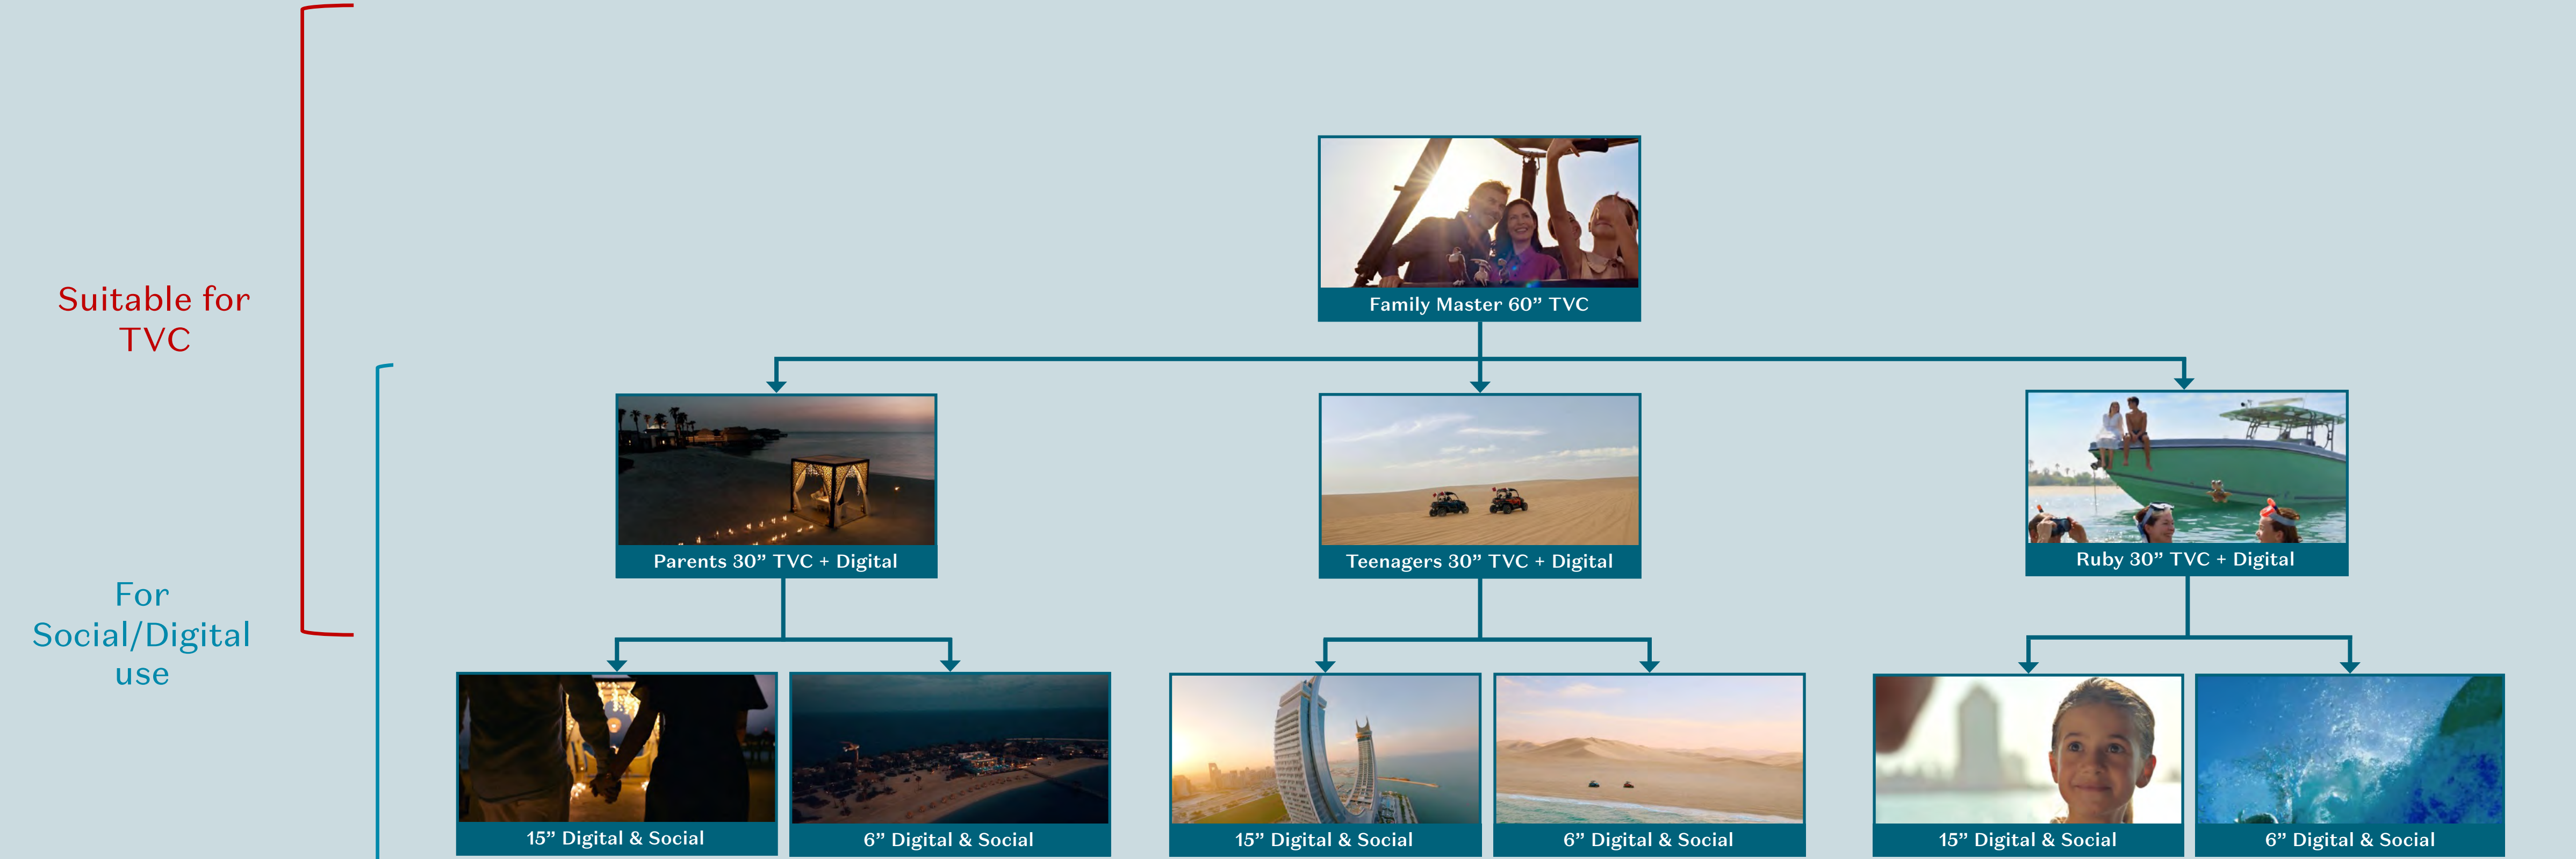 Suitable for
TVC
For
Social/Digital
use
Family Master 60” TVC
Parents 30” TVC + Digital
Teenagers 30” TVC + Digital
Ruby 30” TVC + Digital
15” Digital & Social
6” Digital & Social
15” Digital & Social
6” Digital & Social
15” Digital & Social
6” Digital & Social